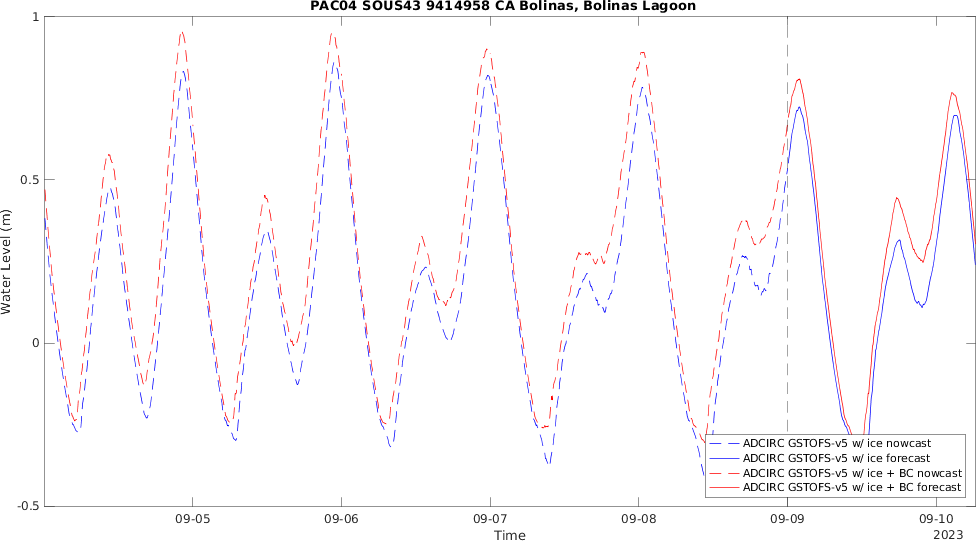 PAC04 SOUS43 9414958 CA Bolinas, Bolinas Lagoon
1
0.5
0
-0.5
Water Level (m)
ADCIRC GSTOFS-v5 w/ ice nowcast
ADCIRC GSTOFS-v5 w/ ice forecast
ADCIRC GSTOFS-v5 w/ ice + BC nowcast
ADCIRC GSTOFS-v5 w/ ice + BC forecast
09-05 09-06 09-07 09-08 09-09 09-10
Time
2023